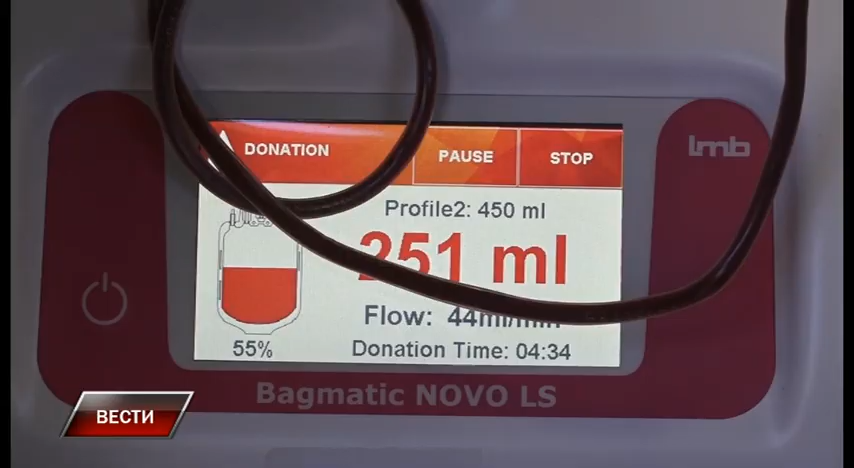 DONATION
PAUSE
STOP
lmb
Profile2: 450 ml
251 ml
Flow: 44ml/min
55%
Donation Time: 04:34
Bagmatic NOVO LS
ВЕСТИ